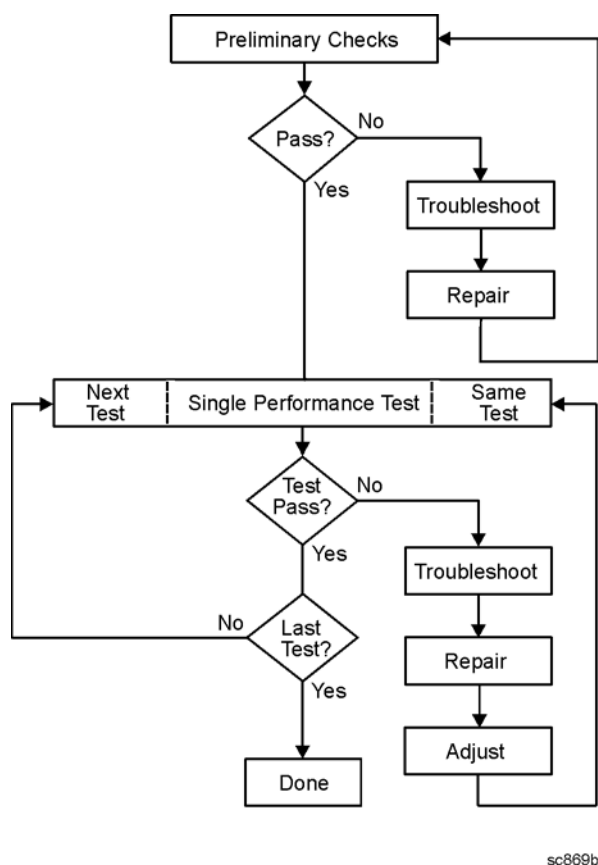 Preliminary Checks
Pass?
No
Yes
Troubleshoot
Repair
Next
Test
Single Performance Test
Same
Test
Test
Pass?
No
Yes
Troubleshoot
Last
Test?
No
Yes
Repair
Adjust
Done
sc869b